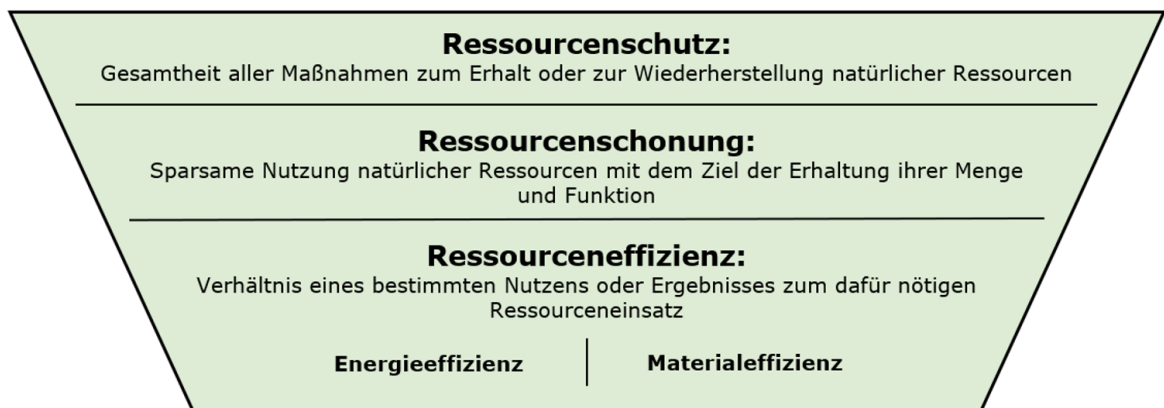 Ressourcenschutz:
Gesamtheit aller Maßnahmen zum Erhalt oder zur Wiederherstellung natürlicher Ressourcen
Ressourcenschonung:
Sparsame Nutzung natürlicher Ressourcen mit dem Ziel der Erhaltung ihrer Menge
und Funktion
Ressourceneffizienz:
Verhältnis eines bestimmten Nutzens oder Ergebnisses zum dafür nötigen
Ressourceneinsatz
Energieeffizienz
Materialeffizienz